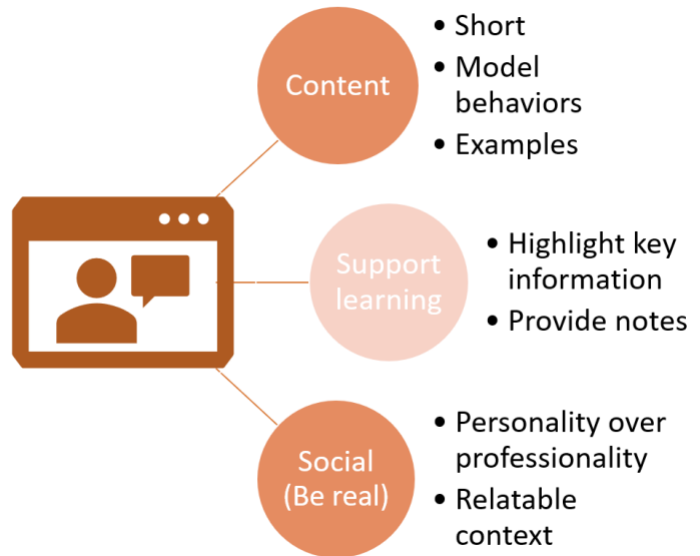 Content
• Short
• Model
behaviors
• Examples
Support
learning
• Highlight key
information
• Provide notes
Social
(Be real)
• Personality over
professionality
• Relatable
context